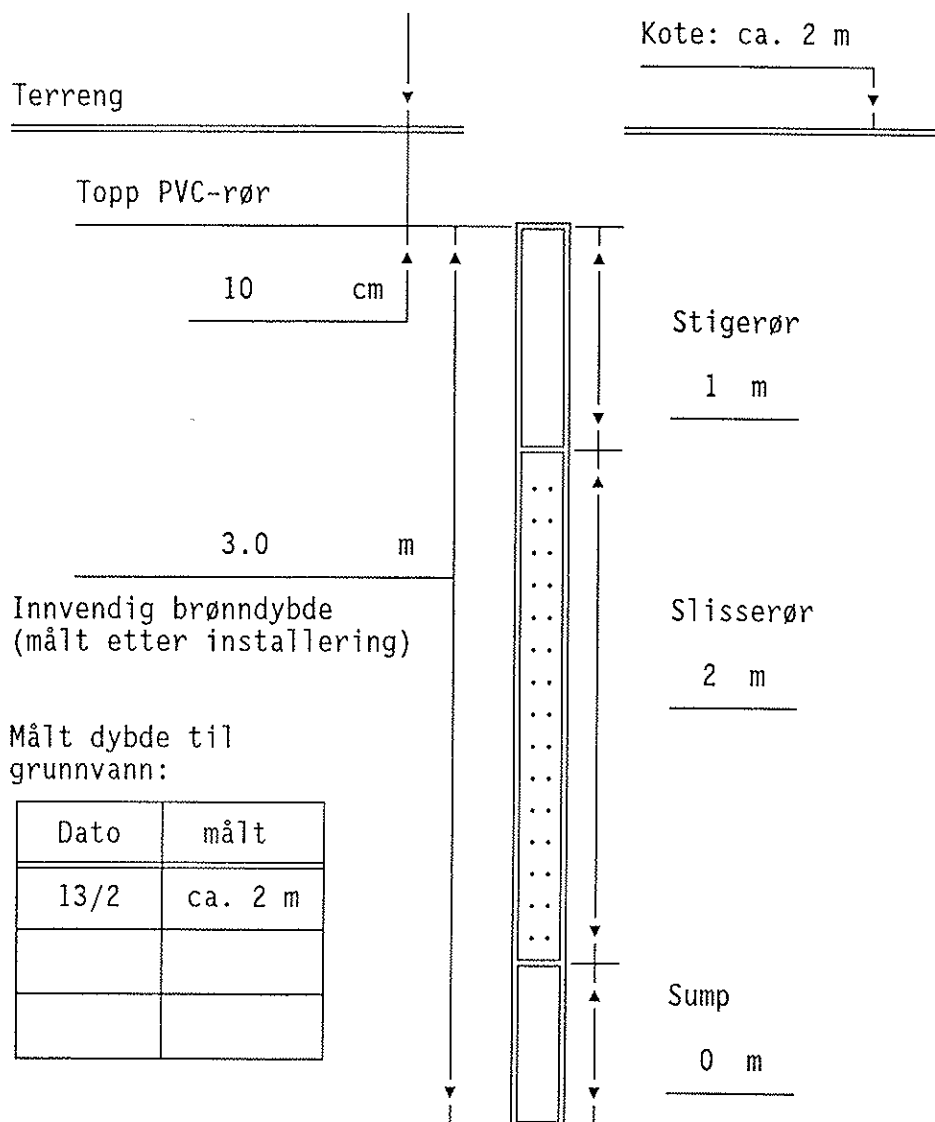 Kote: ca. 2 m
Terreng
Topp PVC-rør
10 cm
Stigerør
1 m
3.0 m
Innvendig brønndybde
(målt etter installering)
Slisserør
2 m
Målt dybde til
grunnvann:
Dato målt
13/2 ca. 2 m
Sump
0 m